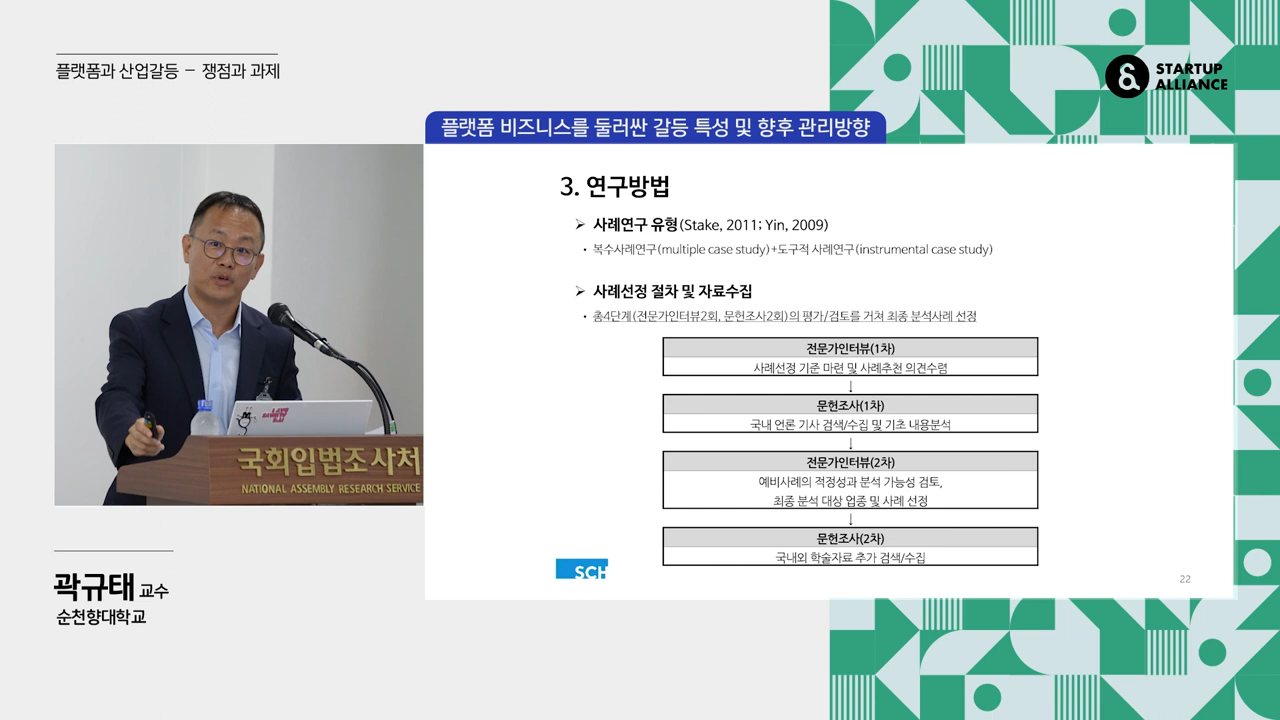 플랫폼과 산업갈등 – 쟁점과 과제
STARTUP
ALLIANCE
플랫폼 비즈니스를 둘러싼 갈등 특성 및 향후 관리방향
3. 연구방법
➢ 사례연구 유형(Stake, 2011; Yin, 2009)
• 복수사례연구(multiple case study)+도구적 사례연구(instrumental case study)
➢ 사례선정 절차 및 자료수집
• 총4단계(전문가인터뷰2회, 문헌조사2회)의 평가/검토를 거쳐 최종 분석사례 선정
전문가인터뷰(1차)
사례선정 기준 마련 및 사례추천 의견수렴
↓
문헌조사(1차)
국내 언론 기사 검색/수집 및 기초 내용분석
↓
전문가인터뷰(2차)
예비사례의 적정성과 분석 가능성 검토,
최종 분석 대상 업종 및 사례 선정
↓
문헌조사(2차)
국내외 학술자료 추가 검색/수집
SCH
22
국회입법조사처
NATIONAL ASSEMBLY RESEARCH SERVICE
곽규태 교수
순천향대학교